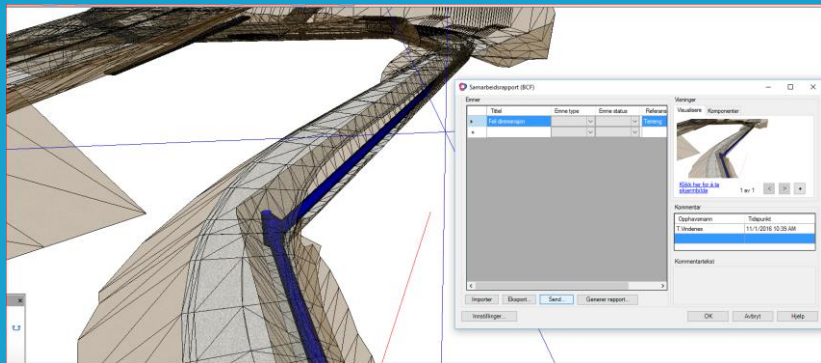 Samarbeidsrapport (BCF)
Emner
Tittel Emne type Emne status Referans
Feil dimensjon Tenting
Visninger
Visualisere Komponenter
Klikk her for å ta
skjermbilde
1 av 1
Kommentar
Opphavsmann Tidspunkt
T.Vindenes 11/1/2016 10:39 AM
Kommentartekst
Importer Eksport... Send... Generer rapport...
Innstillinger... OK Avbryt Hjelp